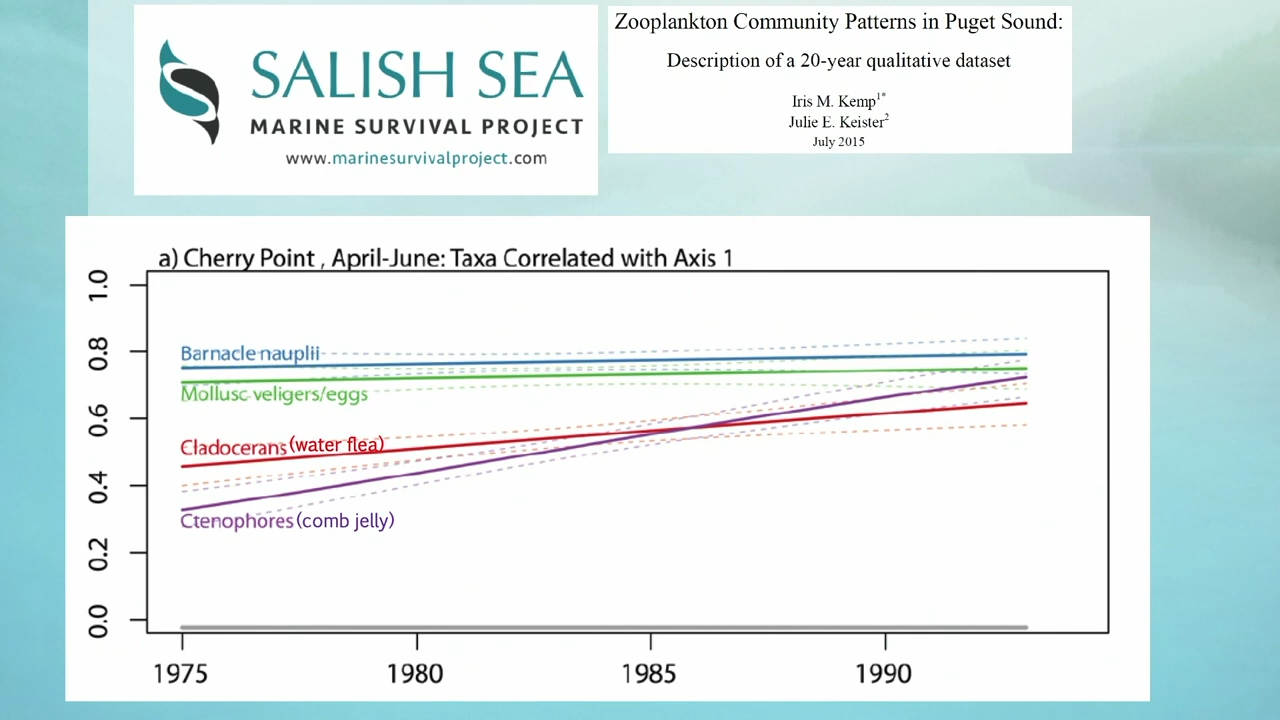 SALISH SEA
MARINE SURVIVAL PROJECT
www.marinesurvivalproject.com
Zooplankton Community Patterns in Puget Sound:
Description of a 20-year qualitative dataset
Iris M. Kemp1*
Julie E. Keister2
July 2015
a) Cherry Point , April-June: Taxa Correlated with Axis 1
1.0
0.8
0.6
0.4
0.2
0.0
Barnacle nauplii
Mollusc veligers/eggs
Cladocerans (water flea)
Ctenophores (comb jelly)
1975
1980
1985
1990